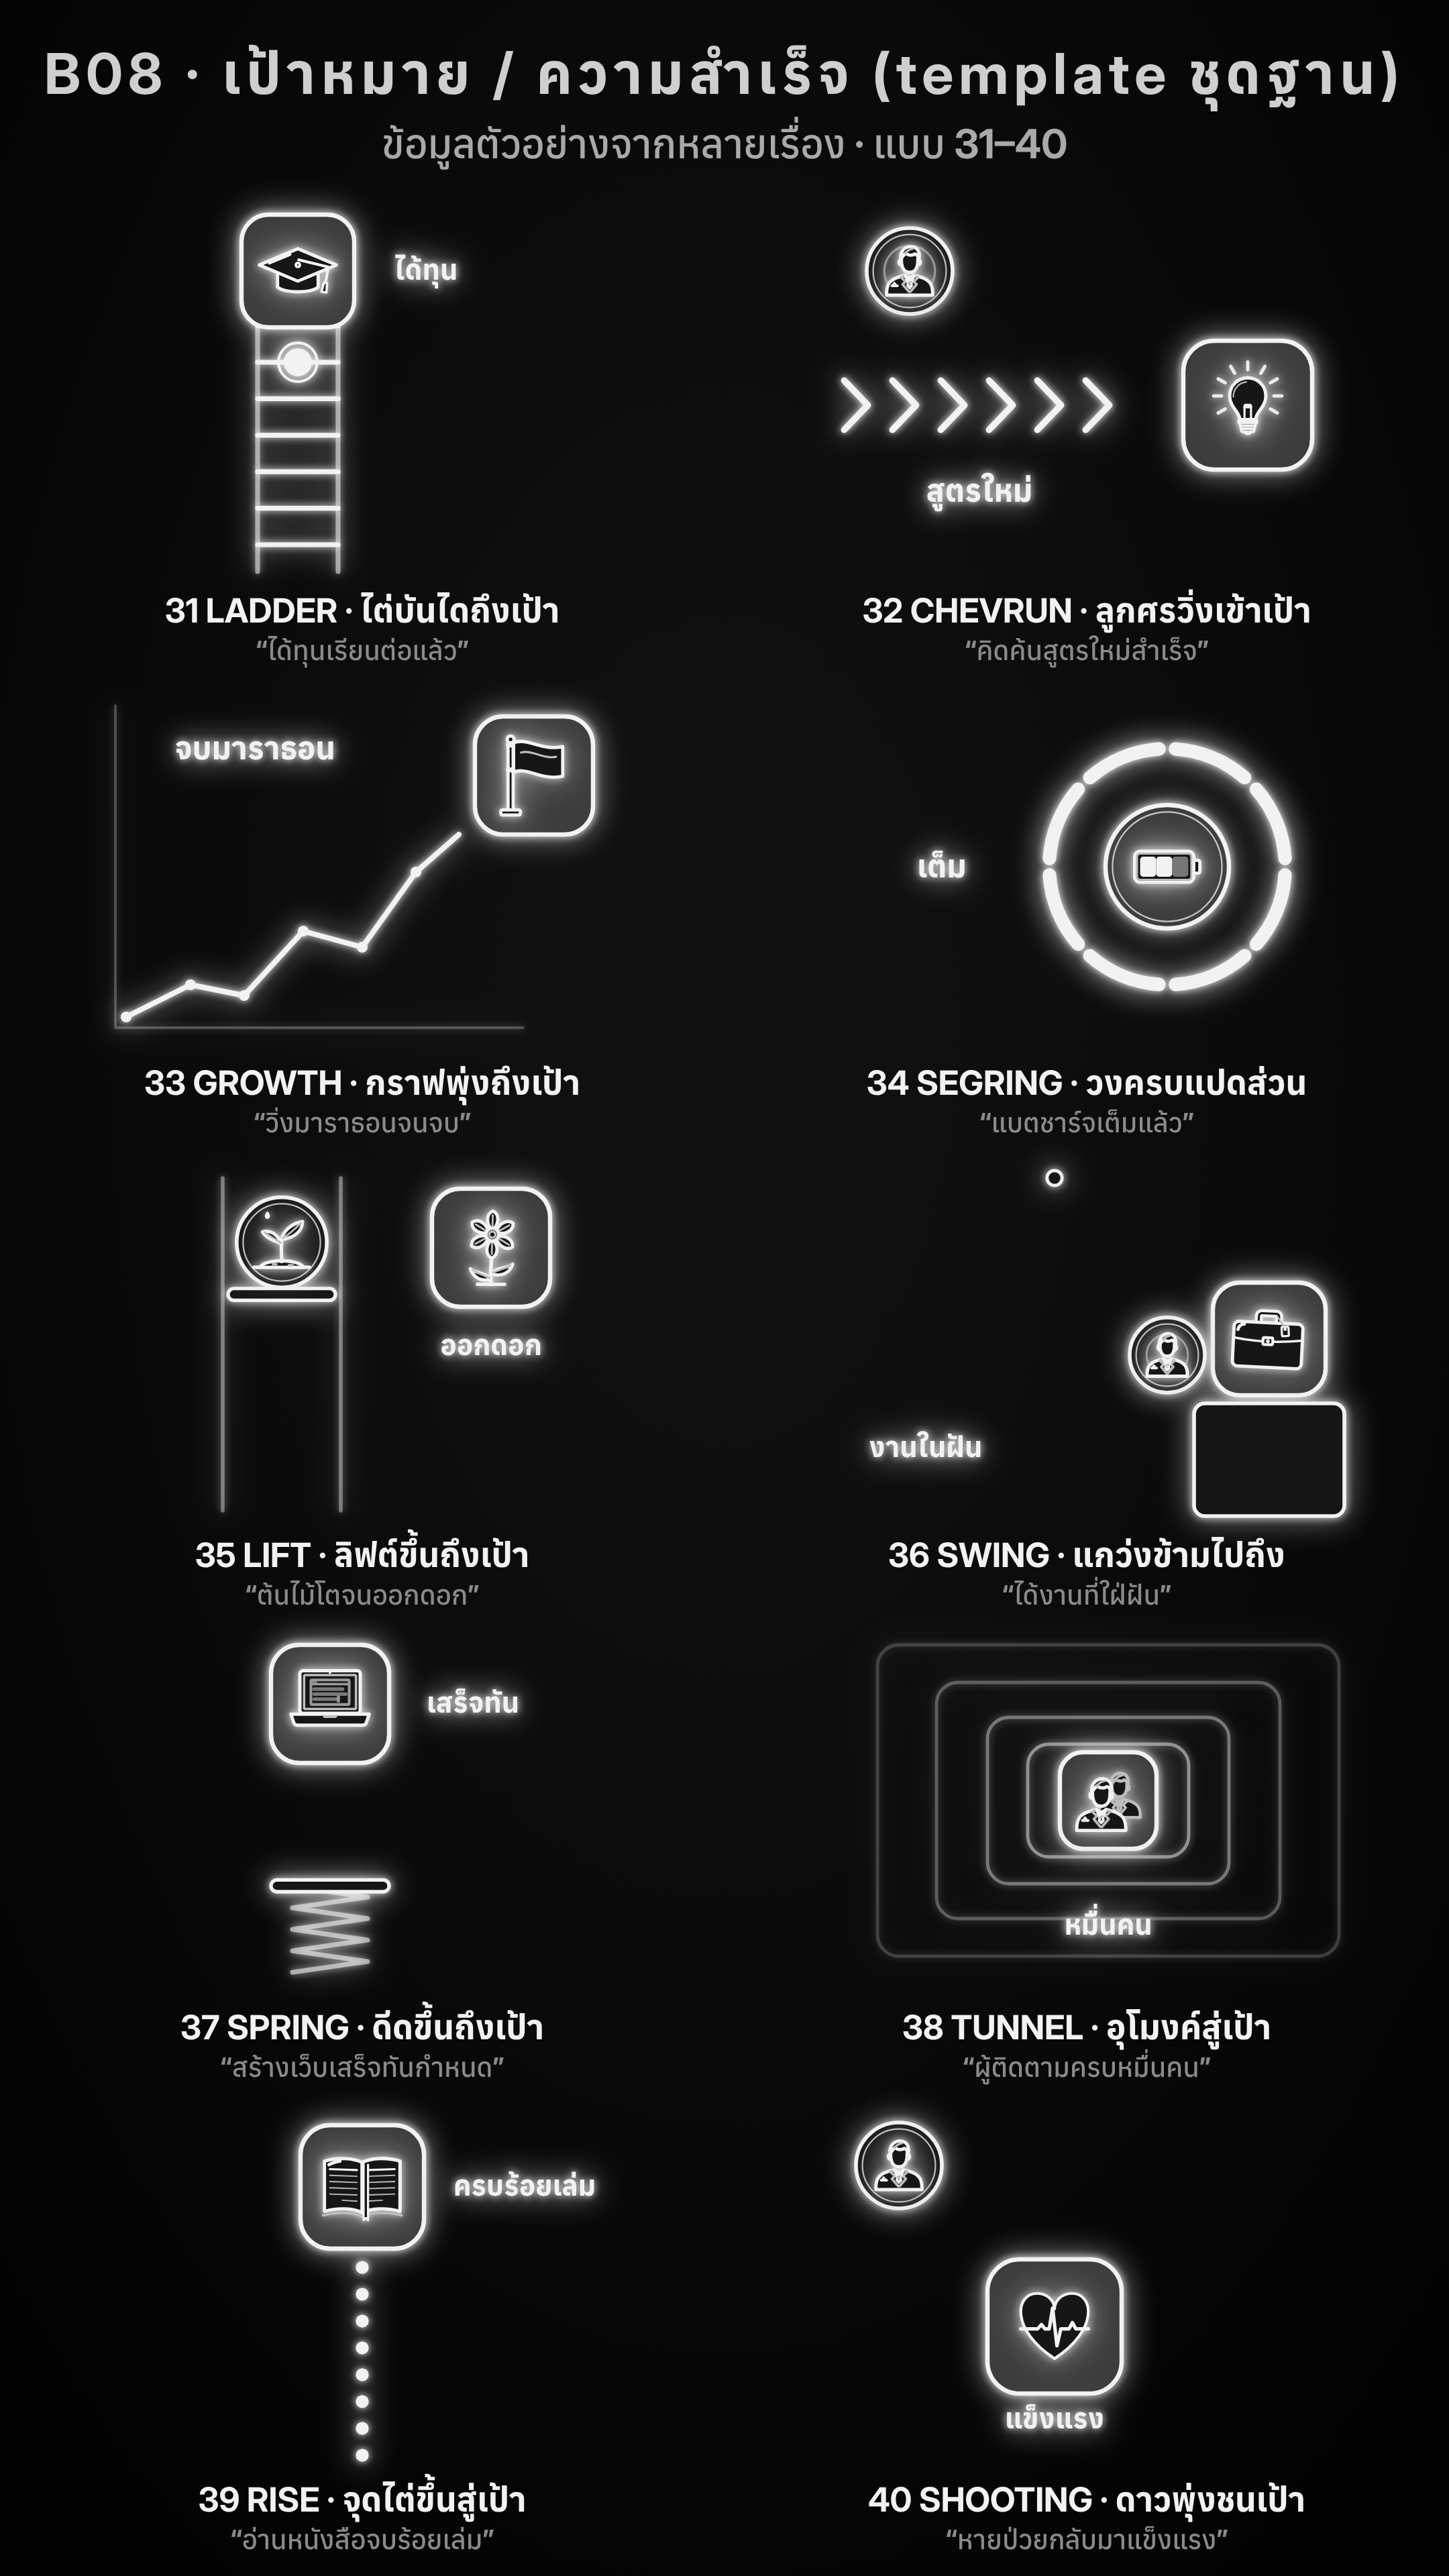 B08 · เป้าหมาย / ความสำเร็จ (template ชุดฐาน)
ข้อมูลตัวอย่างจากหลายเรื่อง · แบบ 31–40
ได้ทุน
สูตรใหม่
31 LADDER · ไต่บันไดถึงเป้า
“ได้ทุนเรียนต่อแล้ว”
32 CHEVRUN · ลูกศรวิ่งเข้าเป้า
“คิดค้นสูตรใหม่สำเร็จ”
จบมาราธอน
เต็ม
33 GROWTH · กราฟพุ่งถึงเป้า
“วิ่งมาราธอนจนจบ”
34 SEGRING · วงครบแปดส่วน
“แบตชาร์จเต็มแล้ว”
ออกดอก
งานในฝัน
35 LIFT · ลิฟต์ขึ้นถึงเป้า
“ต้นไม้โตจนออกดอก”
36 SWING · แกว่งข้ามไปถึง
“ได้งานที่ใฝ่ฝัน”
เสร็จทัน
หมื่นคน
37 SPRING · ดีดขึ้นถึงเป้า
“สร้างเว็บเสร็จทันกำหนด”
38 TUNNEL · อุโมงค์สู่เป้า
“ผู้ติดตามครบหมื่นคน”
ครบร้อยเล่ม
แข็งแรง
39 RISE · จุดไต่ขึ้นสู่เป้า
“อ่านหนังสือจบร้อยเล่ม”
40 SHOOTING · ดาวพุ่งชนเป้า
“หายป่วยกลับมาแข็งแรง”